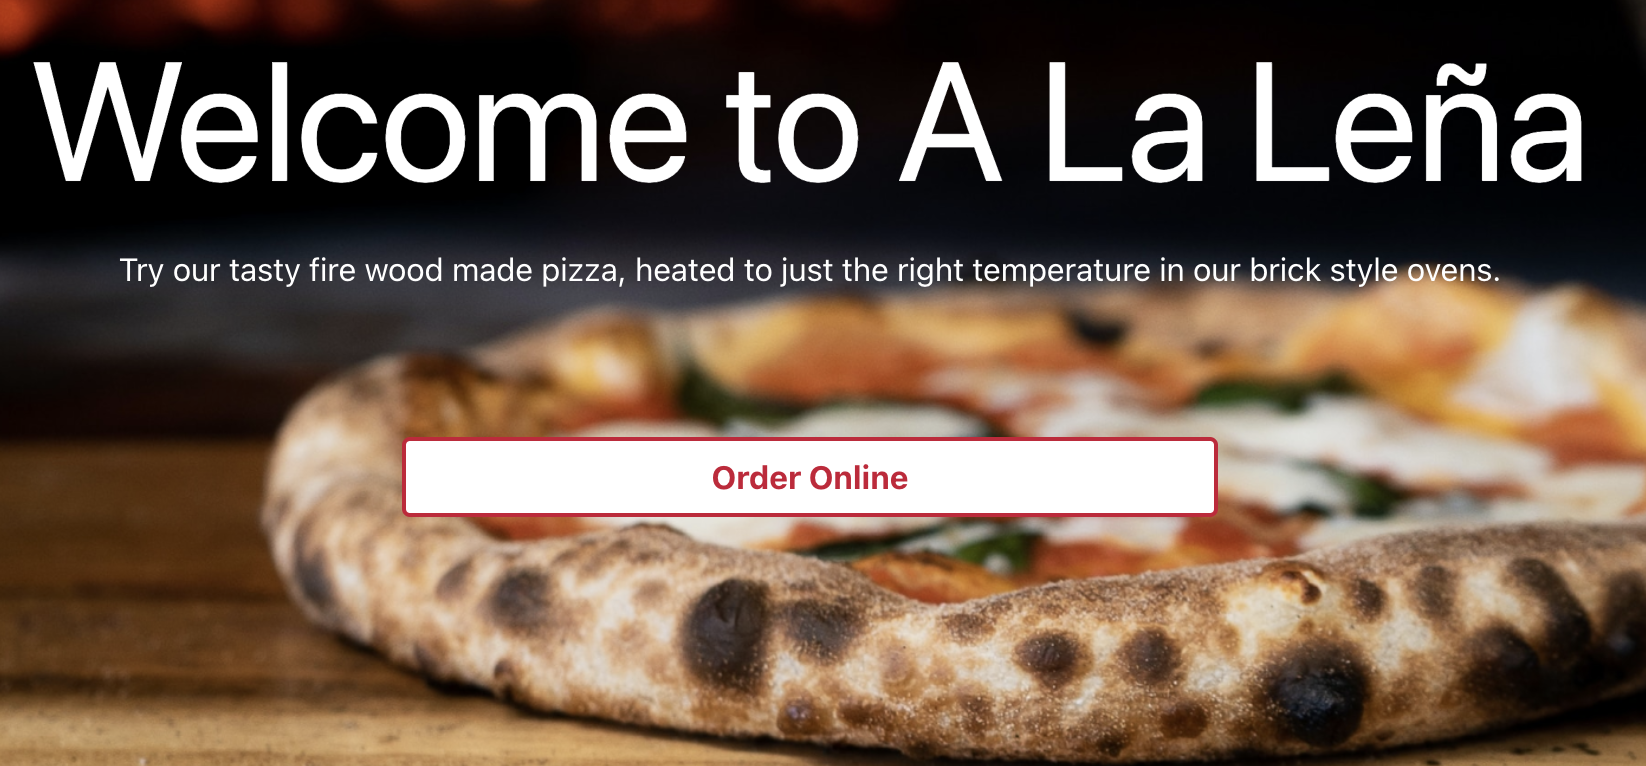 Welcome to A La Leña
Try our tasty fire wood made pizza, heated to just the right temperature in our brick style ovens.
Order Online